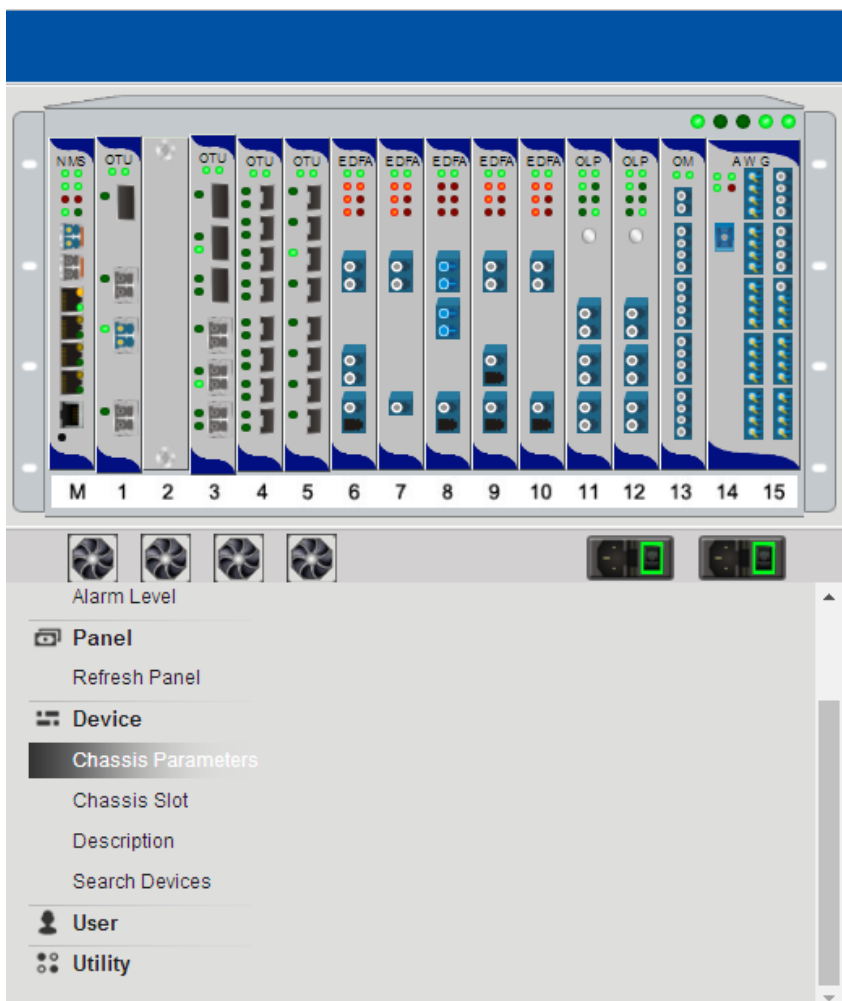 NMS OTU OTU OTU OTU EDFA EDFA EDFA EDFA EDFA OLP OLP OM AWG
M 1 2 3 4 5 6 7 8 9 10 11 12 13 14 15
Alarm Level
Panel
Refresh Panel
Device
Chassis Parameters
Chassis Slot
Description
Search Devices
User
Utility